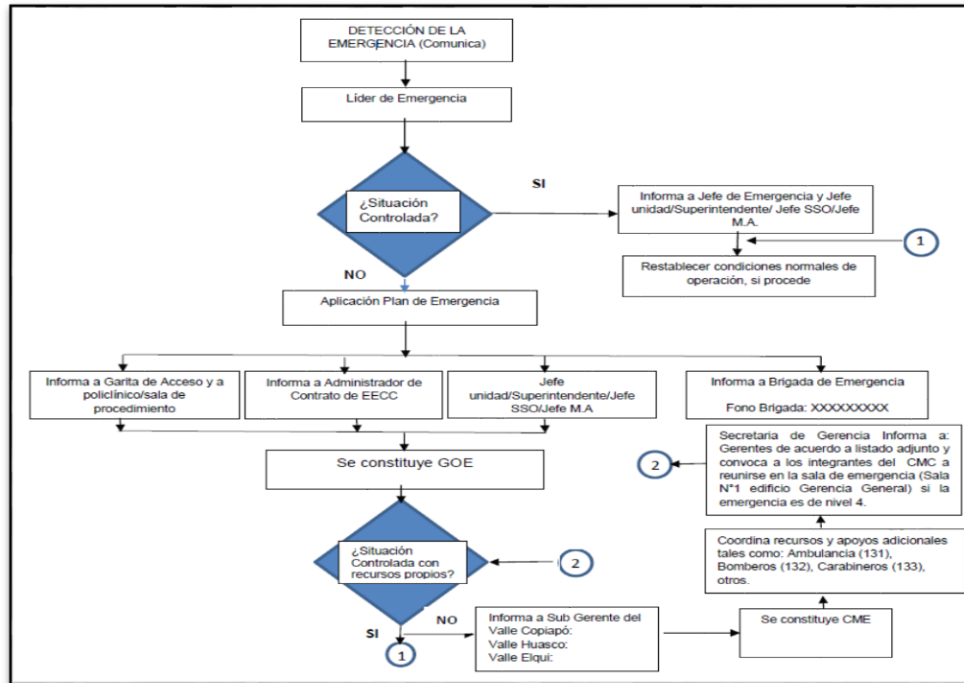 DETECCIÓN DE LA
EMERGENCIA (Comunica)
Líder de Emergencia
¿Situación
Controlada?
SI
Informa a Jefe de Emergencia y Jefe
unidad/Superintendente/ Jefe SSO/Jefe
M.A.
1
Restablecer condiciones normales de
operación, si procede
NO
Aplicación Plan de Emergencia
Informa a Garita de Acceso y a
policlínico/sala de
procedimiento
Informa a Administrador de
Contrato de EECC
Jefe
unidad/Superintendente/Jefe
SSO/Jefe M.A
Informa a Brigada de Emergencia
Fono Brigada: XXXXXXXXX
Se constituye GOE
2
Secretaria de Gerencia Informa a:
Gerentes de acuerdo a listado adjunto y
convoca a los integrantes del CMC a
reunirse en la sala de emergencia (Sala
N°1 edificio Gerencia General) si la
emergencia es de nivel 4.
¿Situación
Controlada con
recursos propios?
2
Coordina recursos y apoyos adicionales
tales como: Ambulancia (131),
Bomberos (132), Carabineros (133),
otros.
SI
NO
1
Informa a Sub Gerente del
Valle Copiapó:
Valle Huasco:
Valle Elqui:
Se constituye CME